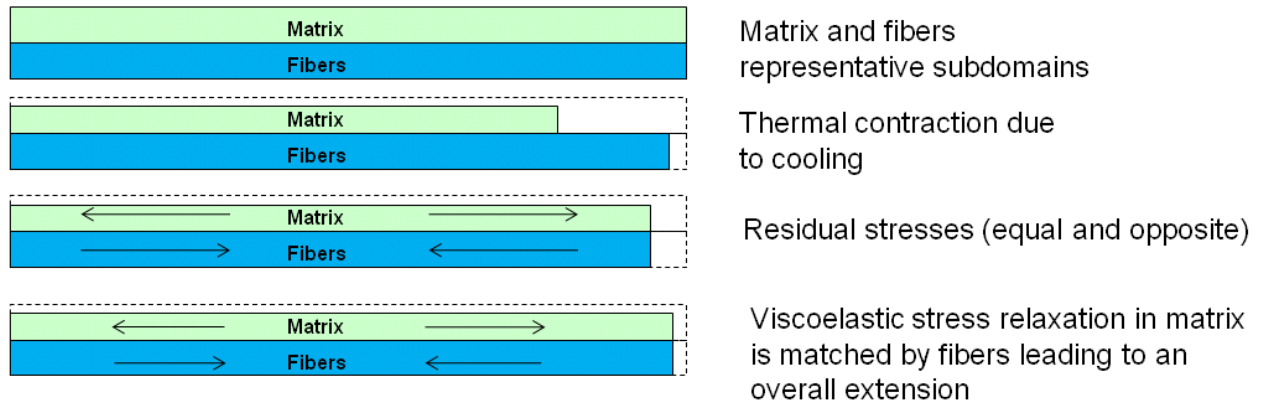 Matrix
Fibers
Matrix and fibers
representative subdomains
Matrix
Fibers
Thermal contraction due
to cooling
Matrix
Fibers
Residual stresses (equal and opposite)
Matrix
Fibers
Viscoelastic stress relaxation in matrix
is matched by fibers leading to an
overall extension